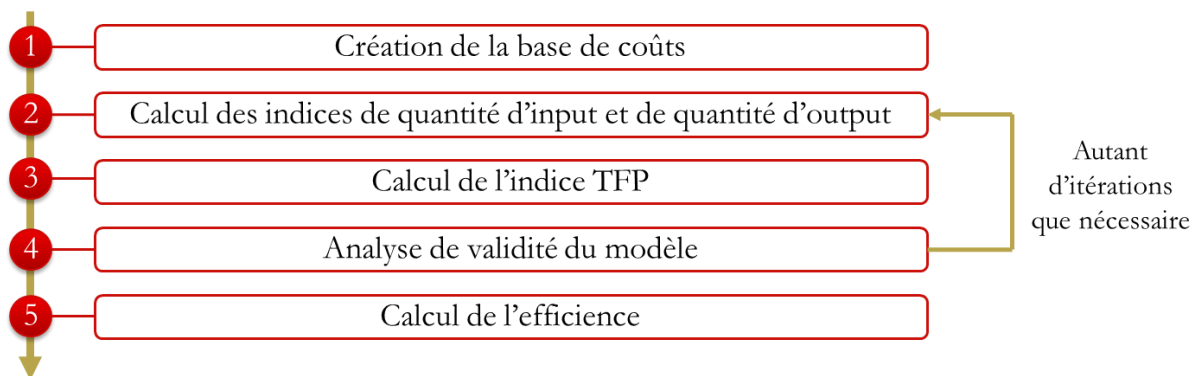 1 Création de la base de coûts
2 Calcul des indices de quantité d’input et de quantité d’output
3 Calcul de l’indice TFP
4 Analyse de validité du modèle
5 Calcul de l’efficience
Autant
d’itérations
que nécessaire